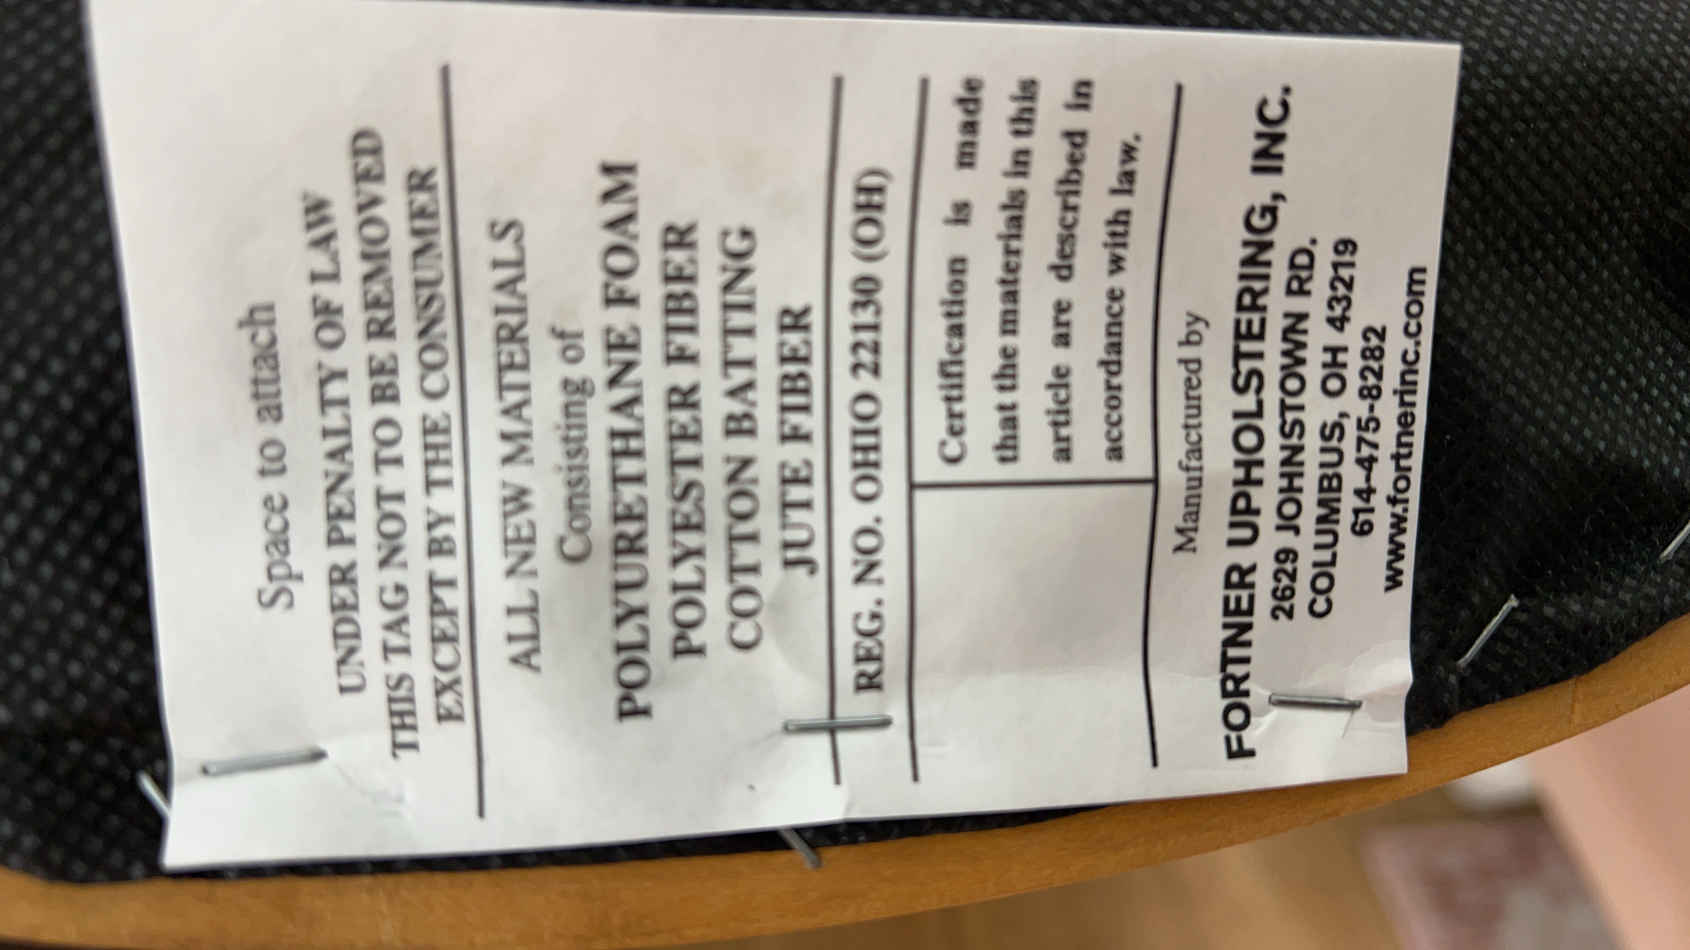 Space to attach
UNDER PENALTY OF LAW
THIS TAG NOT TO BE REMOVED
EXCEPT BY THE CONSUMER
ALL NEW MATERIALS
Consisting of
POLYURETHANE FOAM
POLYESTER FIBER
COTTON BATTING
JUTE FIBER
REG. NO. OHIO 22130 (OH)
Certification is made
that the materials in this
article are described in
accordance with law.
Manufactured by
FORTNER UPHOLSTERING, INC.
2629 JOHNSTOWN RD.
COLUMBUS, OH 43219
614-475-8282
www.fortnerinc.com